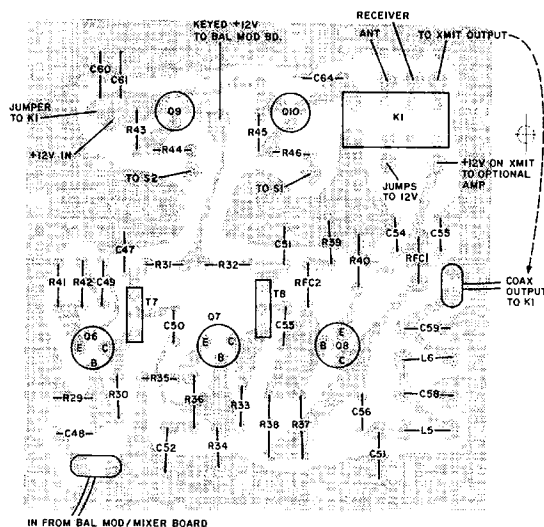 RECEIVER
KEYED +12V
TO BAL MOD BD.
ANT
TO XMIT OUTPUT
C60
C61
C64
JUMPER
TO K1
Q9
Q10
K1
R43
R45
+12V IN
R44
R46
+12V ON XMIT
TO OPTIONAL
AMP
TO S2
TO S1
JUMPS
TO 12V
C47
C51
R39
R40
C54
C55
RFC1
R41
R42
C49
R31
R32
RFC2
COAX
OUTPUT
TO K1
T7
T8
C50
C55
C59
Q6
E
C
B
Q7
E
C
B
E
B
Q8
C
L6
R35
R29
R30
R36
R33
R38
R37
C56
C58
C48
C52
R34
C51
L5
IN FROM BAL MOD/MIXER BOARD